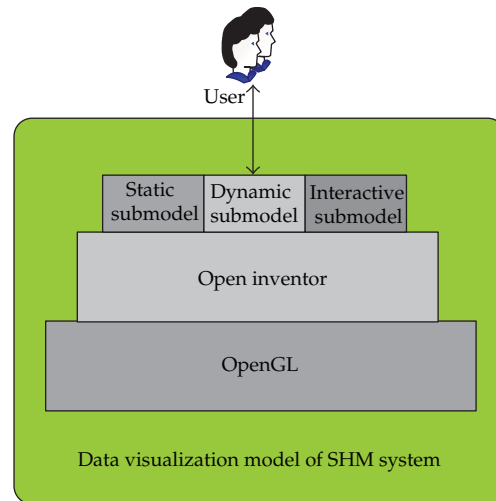 User
Static
submodel
Dynamic
submodel
Interactive
submodel
Open inventor
OpenGL
Data visualization model of SHM system